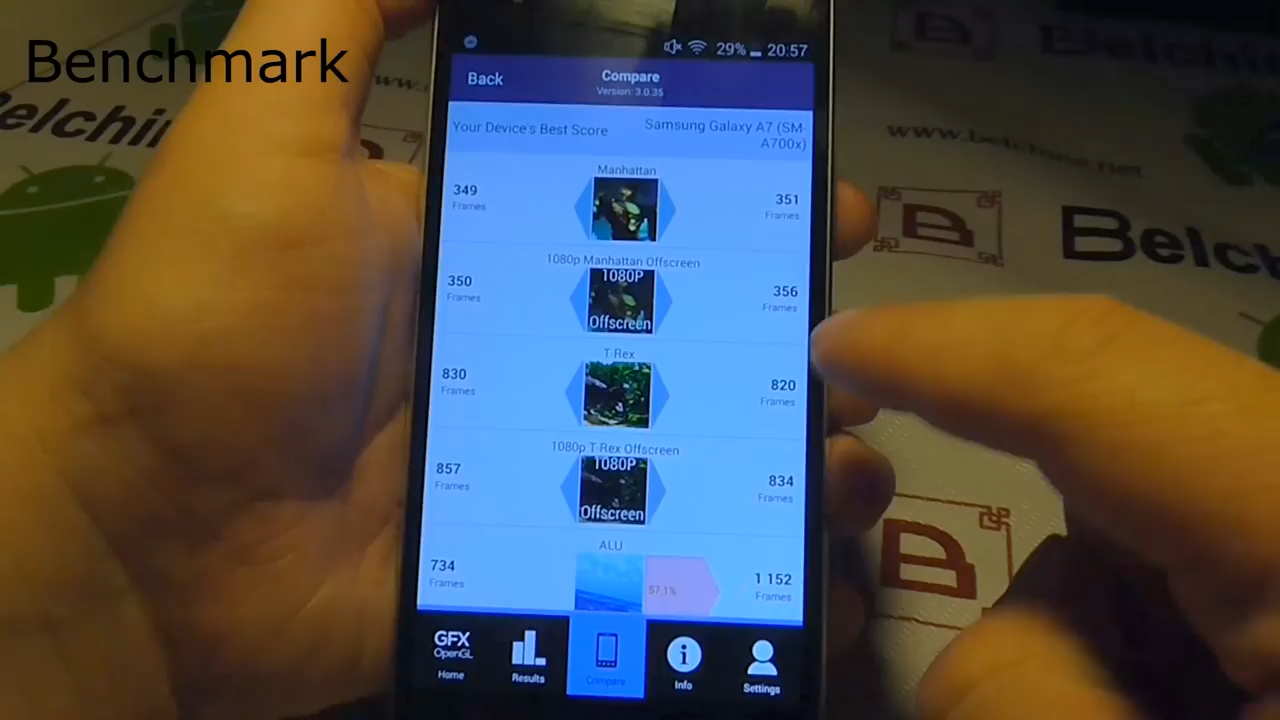 Benchmark
29% 20:57
Back
Compare
Version: 3.0.35
Your Device's Best Score
Samsung Galaxy A7 (SM-
A700x)
Manhattan
349
Frames
351
Frames
1080p Manhattan Offscreen
350
Frames
1080P
Offscreen
356
Frames
T-Rex
830
Frames
820
Frames
1080p T-Rex Offscreen
857
Frames
1080P
Offscreen
834
Frames
ALU
734
Frames
57,1%
1 152
Frames
GFX
OpenGL
Home
Results
Compare
Info
Settings
www.Belchina.net